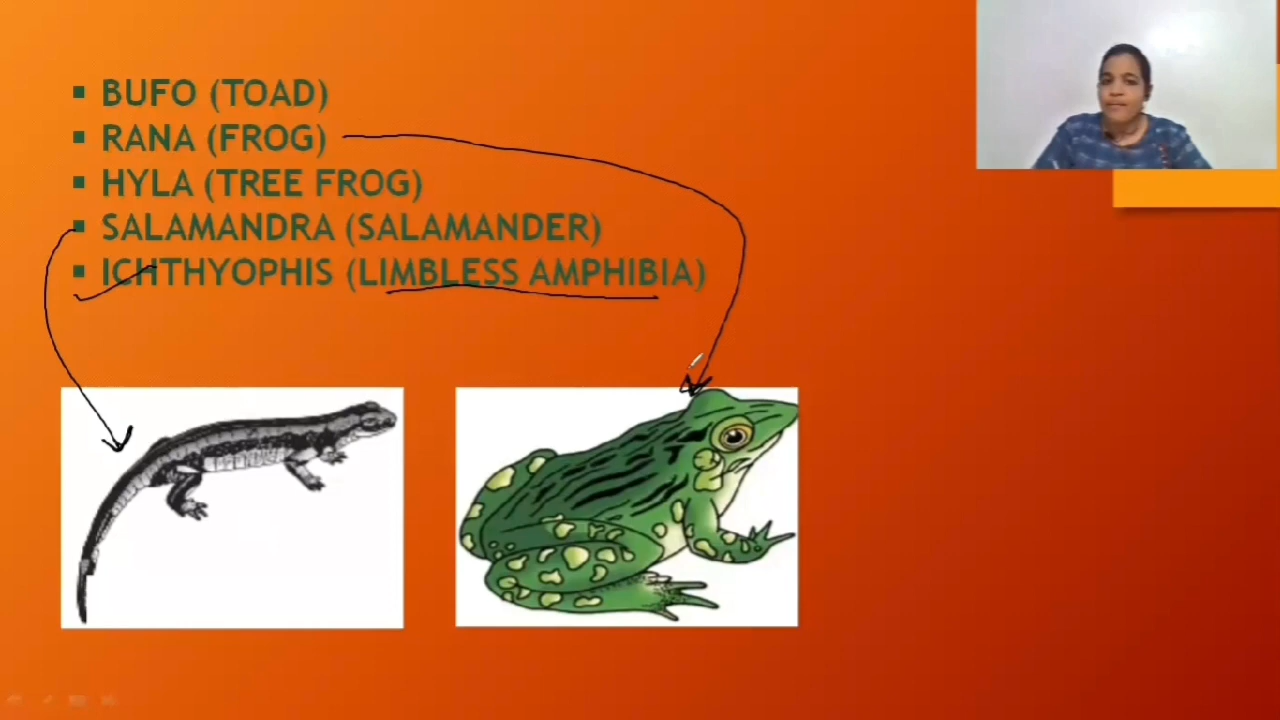 BUFO (TOAD)
RANA (FROG)
HYLA (TREE FROG)
SALAMANDRA (SALAMANDER)
ICHTHYOPHIS (LIMBLESS AMPHIBIA)